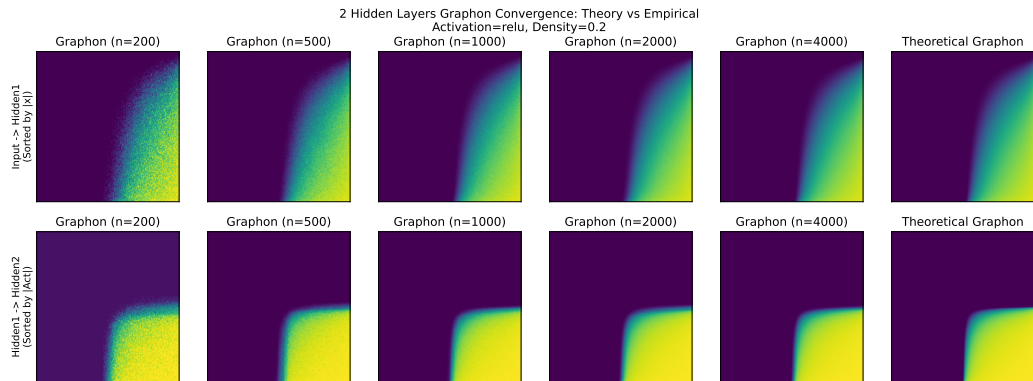 2 Hidden Layers Graphon Convergence: Theory vs Empirical
Activation=relu, Density=0.2
Graphon (n=200)
Graphon (n=500)
Graphon (n=1000)
Graphon (n=2000)
Graphon (n=4000)
Theoretical Graphon
Input -> Hidden1
(Sorted by |x|)
Graphon (n=200)
Graphon (n=500)
Graphon (n=1000)
Graphon (n=2000)
Graphon (n=4000)
Theoretical Graphon
Hidden1 -> Hidden2
(Sorted by |Act|)